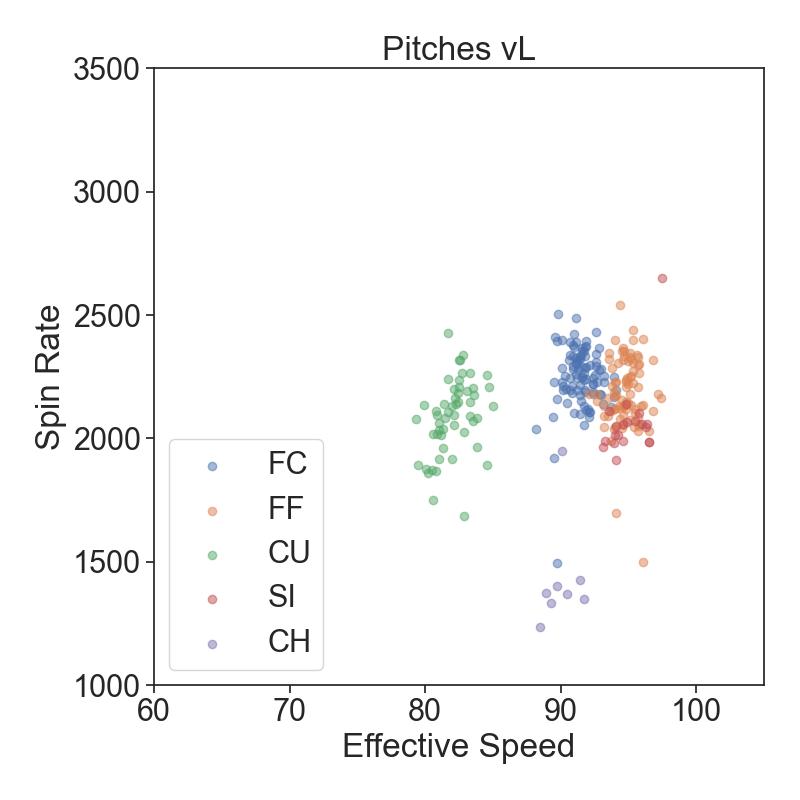 Pitches vL
3500
3000
2500
2000
1500
1000
Spin Rate
FC
FF
CU
SI
CH
60 70 80 90 100
Effective Speed